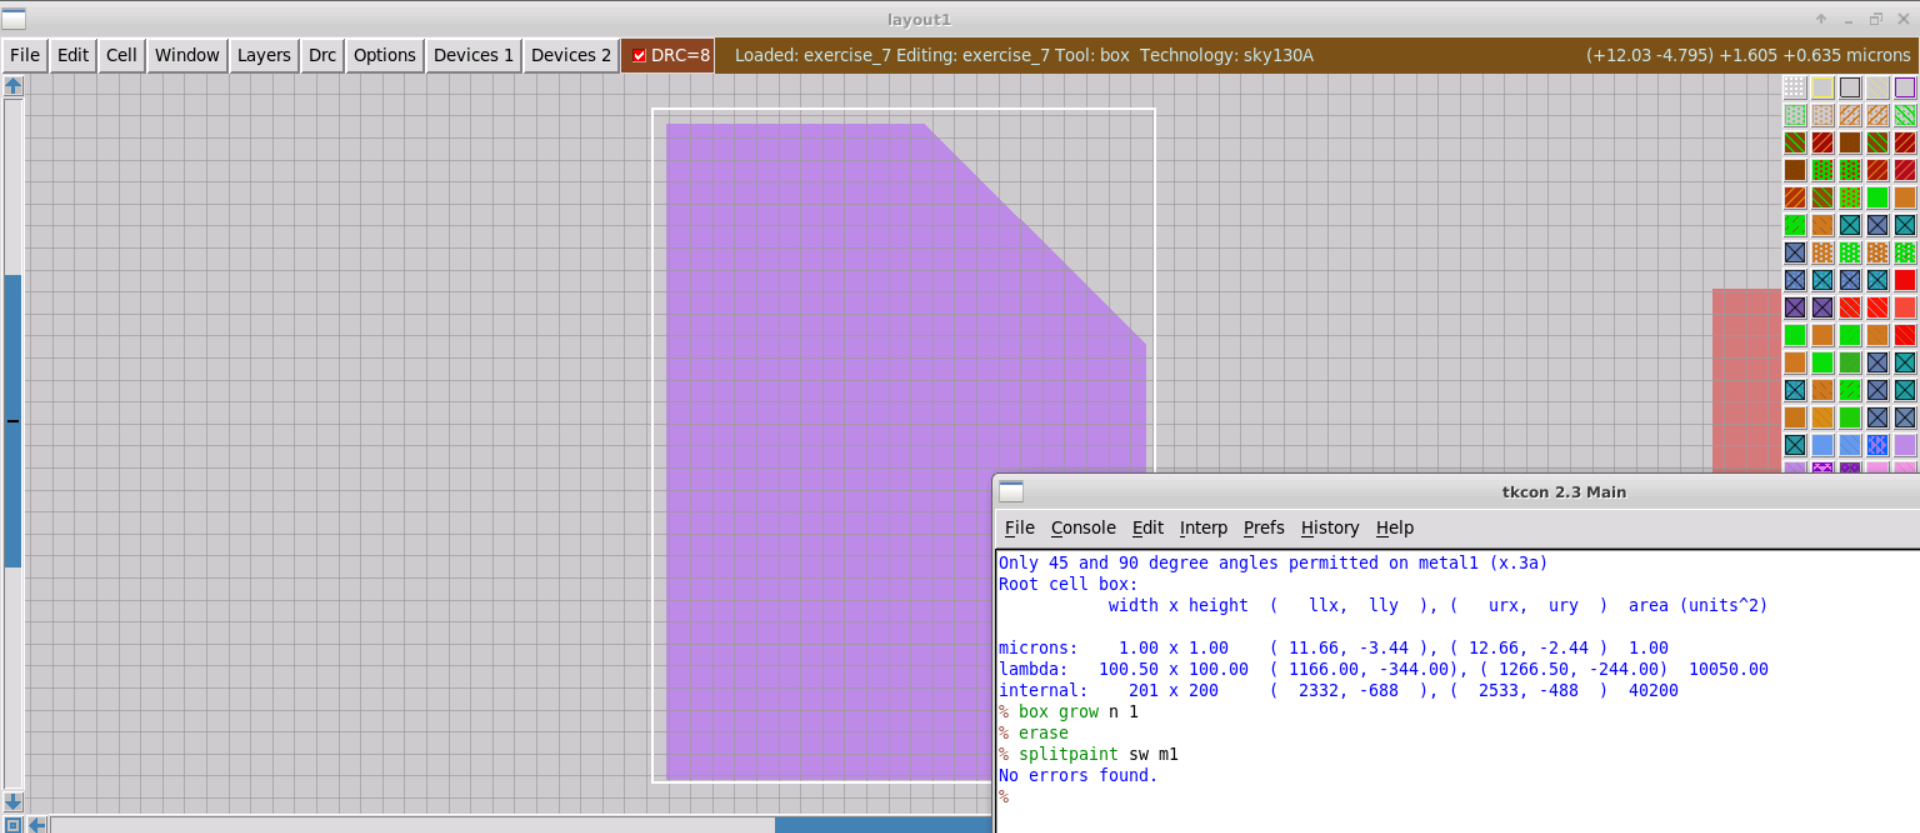 layout1
File Edit Cell Window Layers Drc Options Devices 1 Devices 2 DRC=8 Loaded: exercise_7 Editing: exercise_7 Tool: box Technology: sky130A (+12.03 -4.795) +1.605 +0.635 microns
tkcon 2.3 Main
File Console Edit Interp Prefs History Help
Only 45 and 90 degree angles permitted on metal1 (x.3a)
Root cell box:
width x height ( llx, lly ), ( urx, ury ) area (units^2)
microns: 1.00 x 1.00 ( 11.66, -3.44 ), ( 12.66, -2.44 ) 1.00
lambda: 100.50 x 100.00 ( 1166.00, -344.00), ( 1266.50, -244.00) 10050.00
internal: 201 x 200 ( 2332, -688 ), ( 2533, -488 ) 40200
% box grow n 1
% erase
% splitpaint sw m1
No errors found.
%